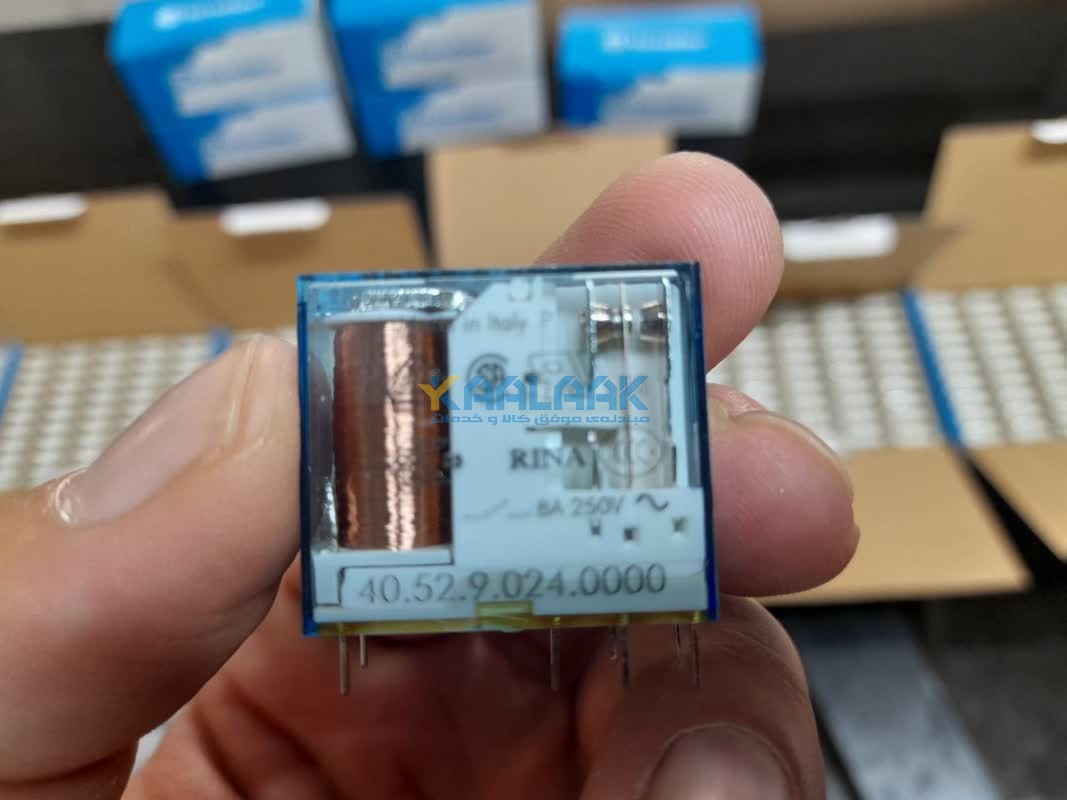 in Italy P
KAALAAK
مبادله‌ی موفق کالا و خدمات
RINA
8A 250V ~
40.52.9.024.0000